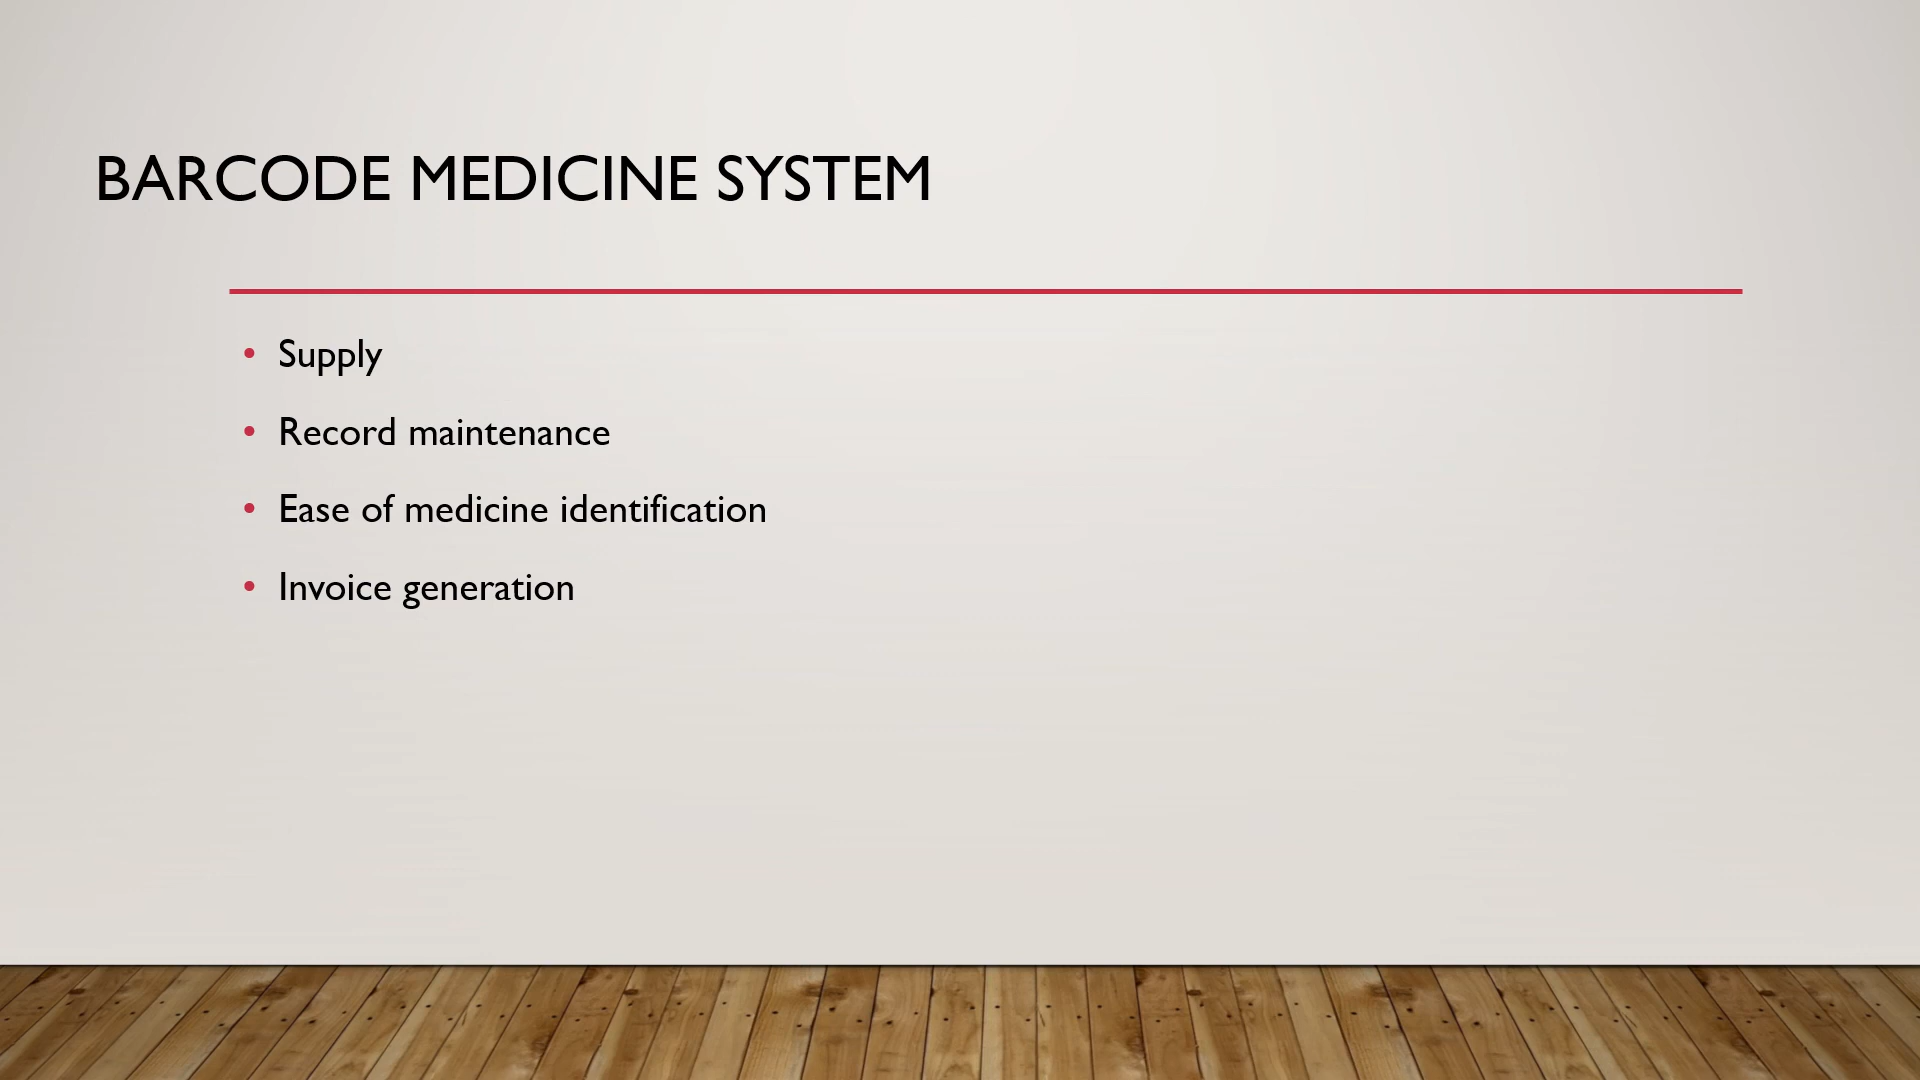 BARCODE MEDICINE SYSTEM
• Supply
• Record maintenance
• Ease of medicine identification
• Invoice generation